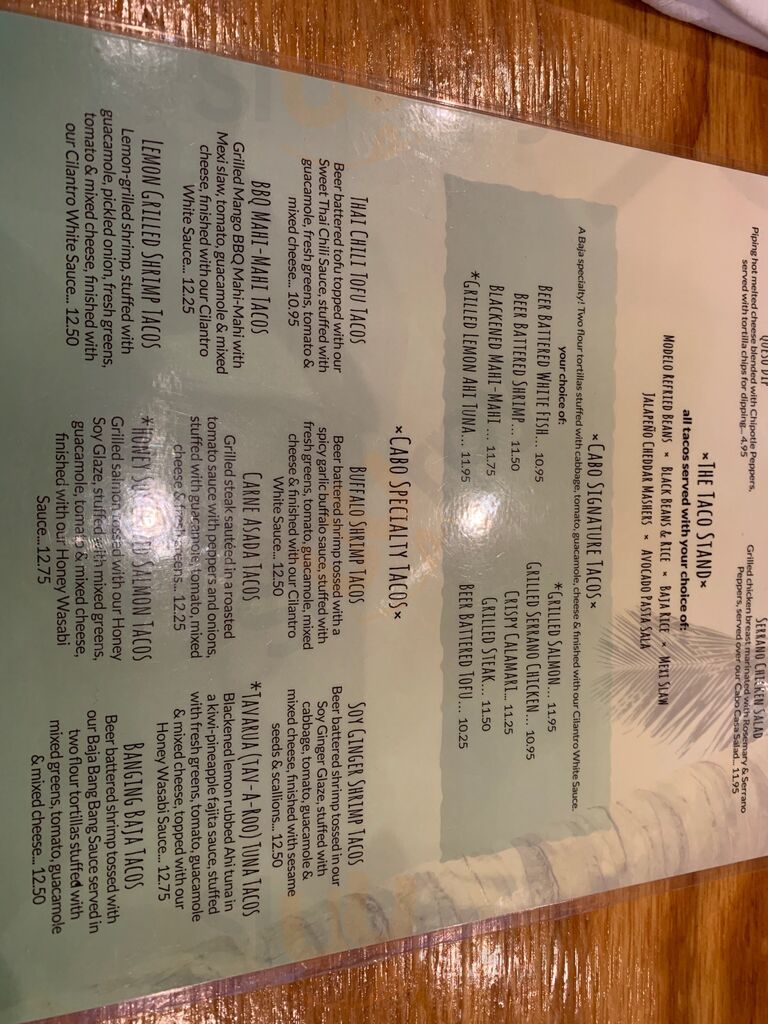 QUESO DIP
Piping hot melted cheese blended with Chipotle Peppers,
served with tortilla chips for dipping... 4.95
SERRANO CHICKEN SALAD
Grilled chicken breast marinated with Rosemary & Serrano
Peppers, served over our Cabo Casa Salad... 11.95
×THE TACO STAND×
all tacos served with your choice of:
MODELO REFRIED BEANS × BLACK BEANS & RICE × BAJA RICE × MEXI SLAW
JALAPEÑO CHEDDAR MASHERS × AVOCADO PASTA SALA
×CABO SIGNATURE TACOS×
A Baja specialty! Two flour tortillas stuffed with cabbage, tomato, guacamole, cheese & finished with our Cilantro White Sauce.
your choice of:
BEER BATTERED WHITE FISH... 10.95
BEER BATTERED SHRIMP... 11.50
BLACKENED MAHI-MAHI ... 11.75
*GRILLED LEMON AHI TUNA... 11.95
*GRILLED SALMON... 11.95
GRILLED SERRANO CHICKEN... 10.95
CRISPY CALAMARI... 11.25
GRILLED STEAK... 11.50
BEER BATTERED TOFU... 10.25
×CABO SPECIALTY TACOS×
THAI CHILI TOFU TACOS
Beer battered tofu topped with our
Sweet Thai Chili Sauce, stuffed with
guacamole, fresh greens, tomato &
mixed cheese... 10.95
BUFFALO SHRIMP TACOS
Beer battered shrimp tossed with a
spicy garlic buffalo sauce, stuffed with
fresh greens, tomato, guacamole, mixed
cheese & finished with our Cilantro
White Sauce... 12.50
SOY GINGER SHRIMP TACOS
Beer battered shrimp tossed in our
Soy Ginger Glaze, stuffed with
cabbage, tomato, guacamole &
mixed cheese, finished with sesame
seeds & scallions... 12.50
BBQ MAHI-MAHI TACOS
Grilled Mango BBQ Mahi-Mahi with
Mexi slaw, tomato, guacamole & mixed
cheese, finished with our Cilantro
White Sauce... 12.25
CARNE ASADA TACOS
Grilled steak sautéed in a roasted
tomato sauce with peppers and onions,
stuffed with guacamole, tomato, mixed
cheese & fresh greens... 12.25
*TAVARUA (TAV-A-ROO) TUNA TACOS
Blackened lemon rubbed Ahi tuna in
a kiwi-pineapple fajita sauce, stuffed
with fresh greens, tomato, guacamole
& mixed Cheese, topped with our
Honey Wasabi Sauce... 12.75
LEMON GRILLED SHRIMP TACOS
Lemon-grilled shrimp, stuffed with
guacamole, pickled onion, fresh greens,
tomato & mixed cheese, finished with
our Cilantro White Sauce... 12.50
*HONEY SALMON TACOS
Grilled salmon tossed with our Honey
Soy Glaze, stuffed with mixed greens,
guacamole, tomato & mixed cheese,
finished with our Honey Wasabi
Sauce...12.75
BANGING BAJA TACOS
Beer battered shrimp tossed with
our Baja Bang Bang Sauce served in
two flour tortillas stuffed with
mixed greens, tomato, guacamole
& mixed cheese... 12.50